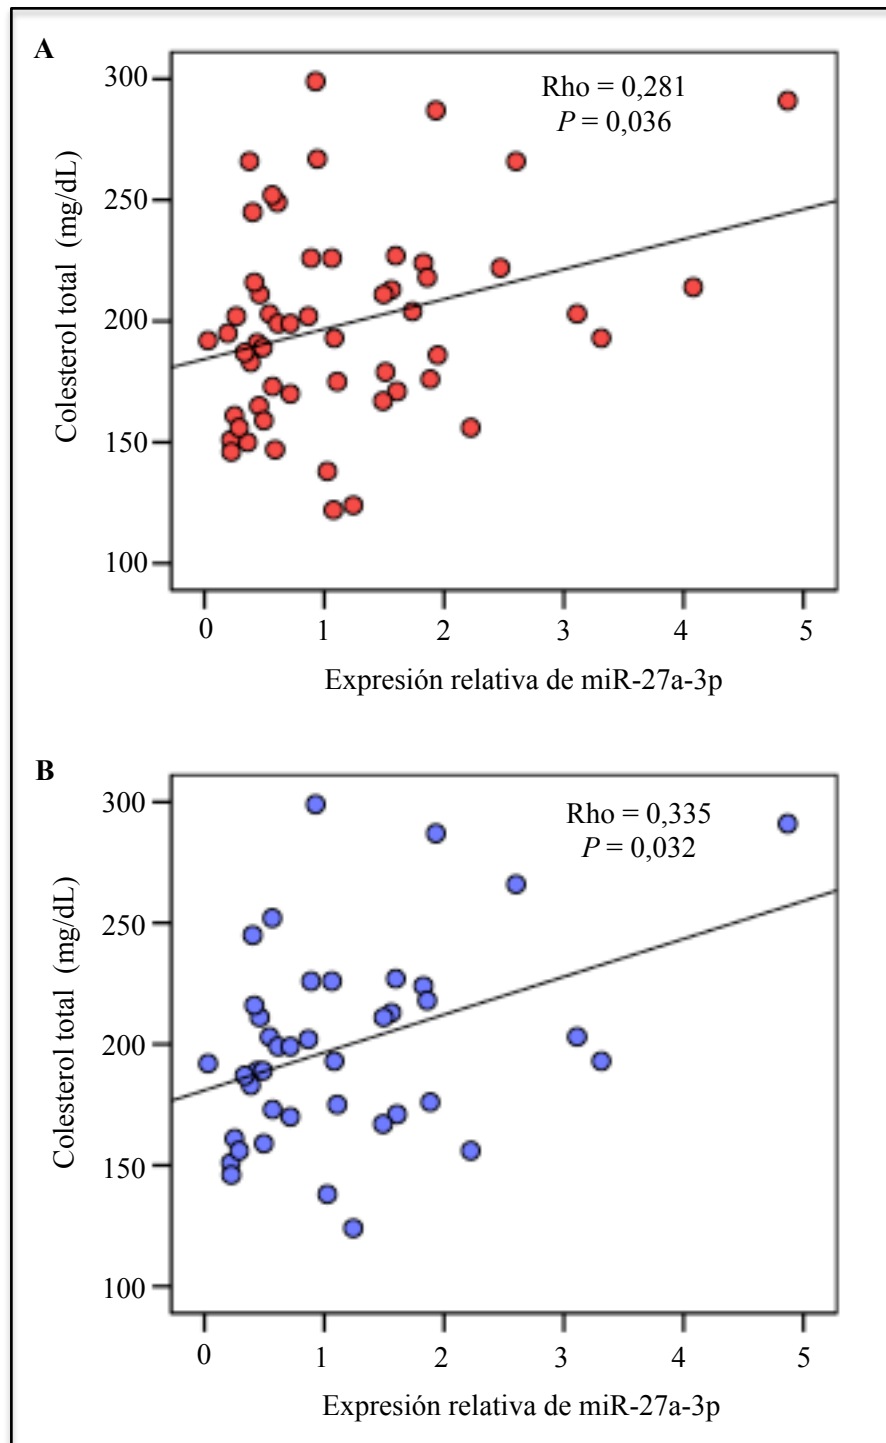 A
Rho = 0,281
P = 0,036
Colesterol total (mg/dL)
300
250
200
150
100
0 1 2 3 4 5
Expresión relativa de miR-27a-3p
B
Rho = 0,335
P = 0,032
Colesterol total (mg/dL)
300
250
200
150
100
0 1 2 3 4 5
Expresión relativa de miR-27a-3p